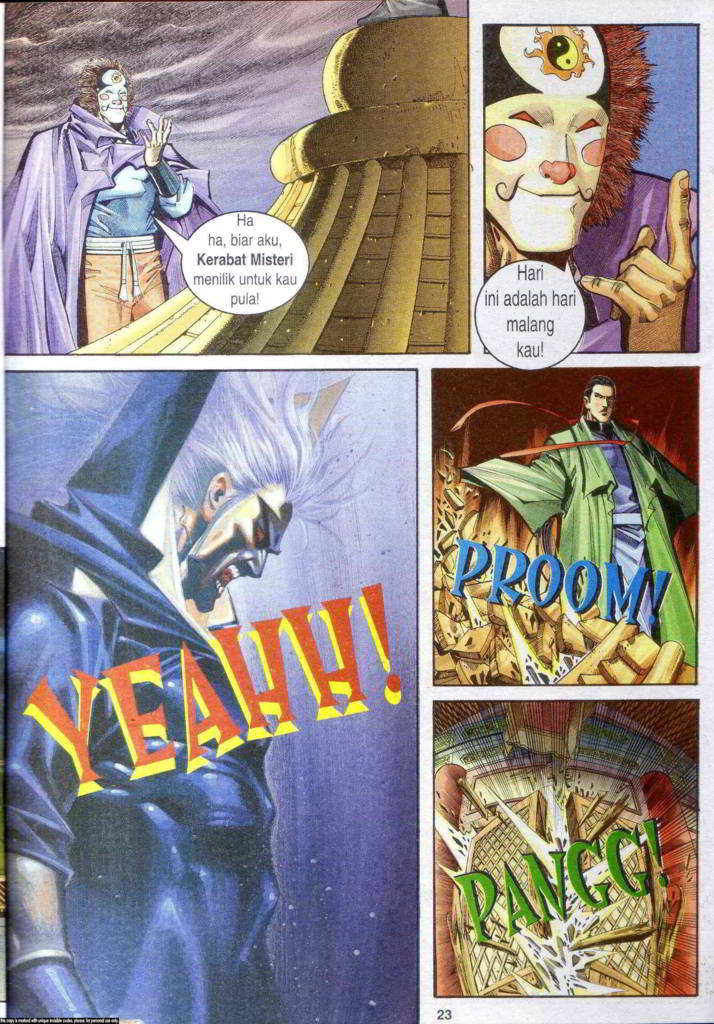 Ha
ha, biar aku,
Kerabat Misteri
menilik untuk kau
pula!
Hari
ini adalah hari
malang
kau!
YEAHH!
PROOM!
PANGG!
23